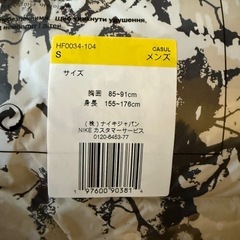 HF0034-104
CASUL
S
メンズ
サイズ
胸囲 85~91cm
身長 155~176cm
(株)ナイキジャパン
NIKE カスタマーサービス
0120-6453-77
1 97600 90381 4